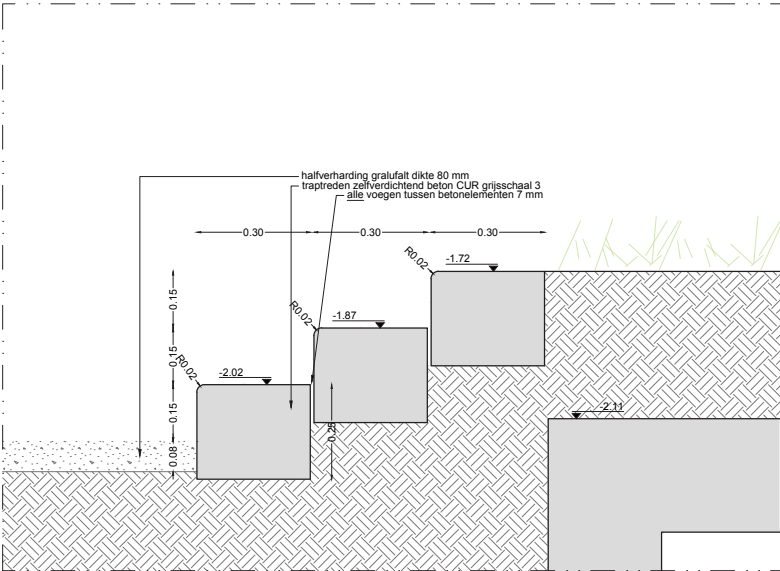 halfverharding gralufalt dikte 80 mm
traptreden zelfverdichtend beton CUR grijsschaal 3
alle voegen tussen betonelementen 7 mm
0.30
0.30
0.30
R0.02
-1.72
0.15
R0.02
-1.87
0.15
R0.02
-2.02
0.15
0.25
-2.11
0.08